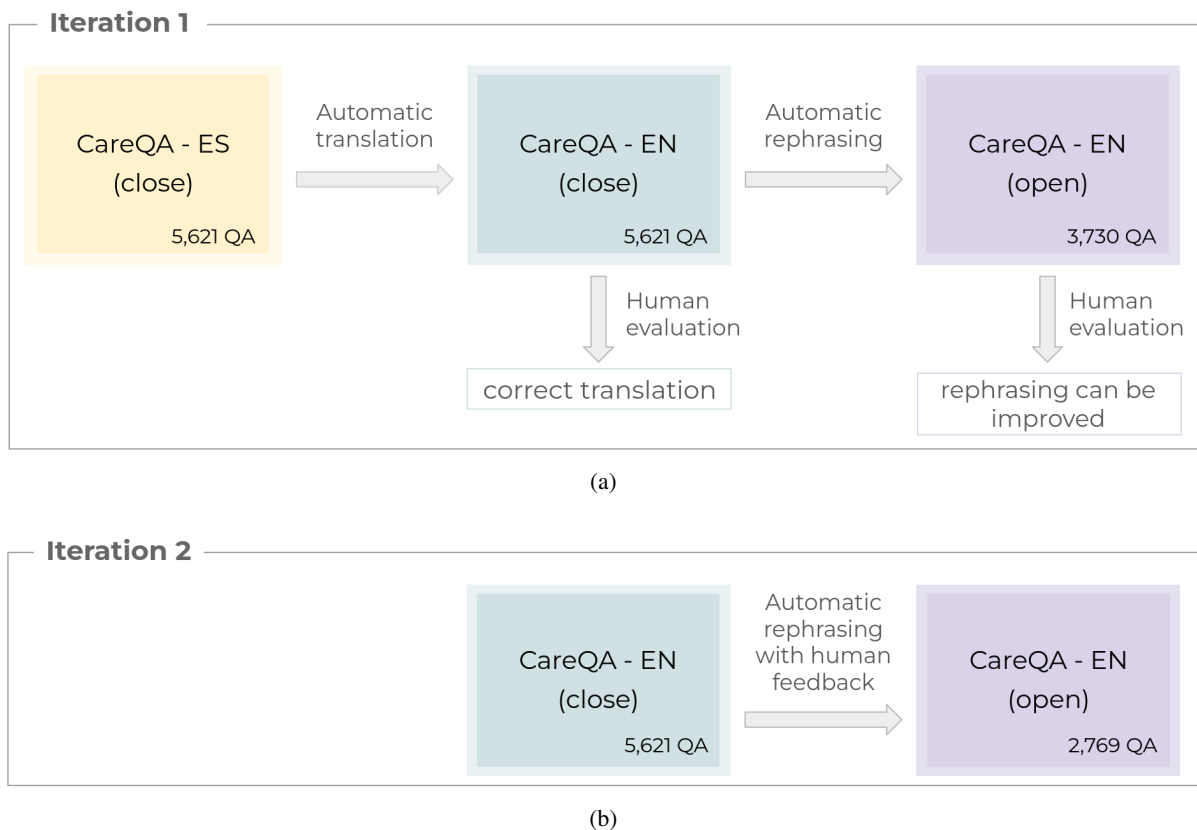 Iteration 1
CareQA - ES
(close)
5,621 QA
Automatic
translation
CareQA - EN
(close)
5,621 QA
Automatic
rephrasing
CareQA - EN
(open)
3,730 QA
Human
evaluation
correct translation
Human
evaluation
rephrasing can be
improved
(a)
Iteration 2
CareQA - EN
(close)
5,621 QA
Automatic
rephrasing
with human
feedback
CareQA - EN
(open)
2,769 QA
(b)